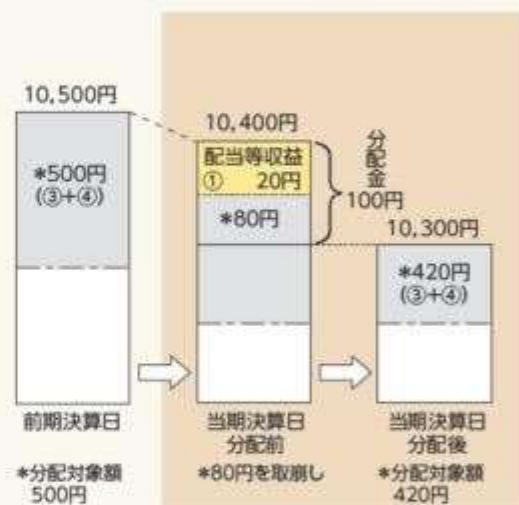 10,500円
*500円
(③+④)
前期決算日
*分配対象額
500円
10,400円
配当等収益
① 20円
*80円
分配金
100円
当期決算日
分配前
*80円を取崩し
10,300円
*420円
(③+④)
当期決算日
分配後
*分配対象額
420円